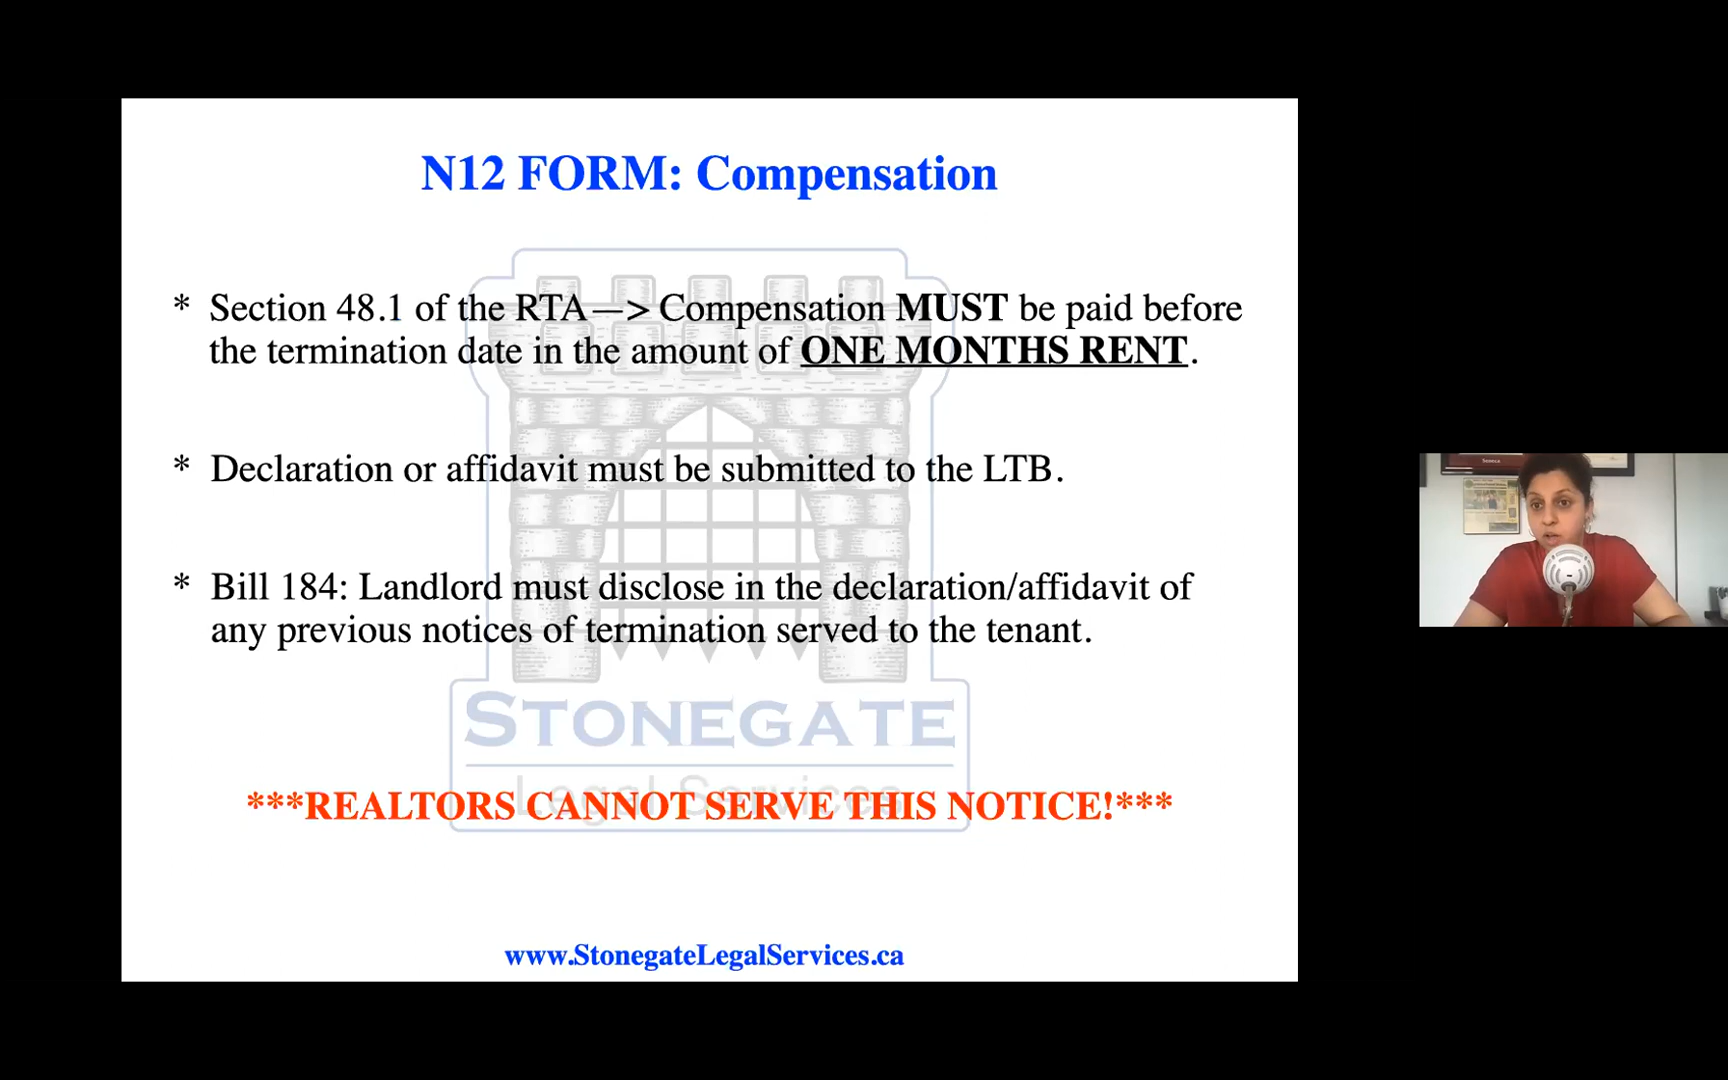 N12 FORM: Compensation
* Section 48.1 of the RTA—> Compensation MUST be paid before
the termination date in the amount of ONE MONTHS RENT.
* Declaration or affidavit must be submitted to the LTB.
* Bill 184: Landlord must disclose in the declaration/affidavit of
any previous notices of termination served to the tenant.
STONEGATE
Legal Services
***REALTORS CANNOT SERVE THIS NOTICE!***
www.StonegateLegalServices.ca
Seneca